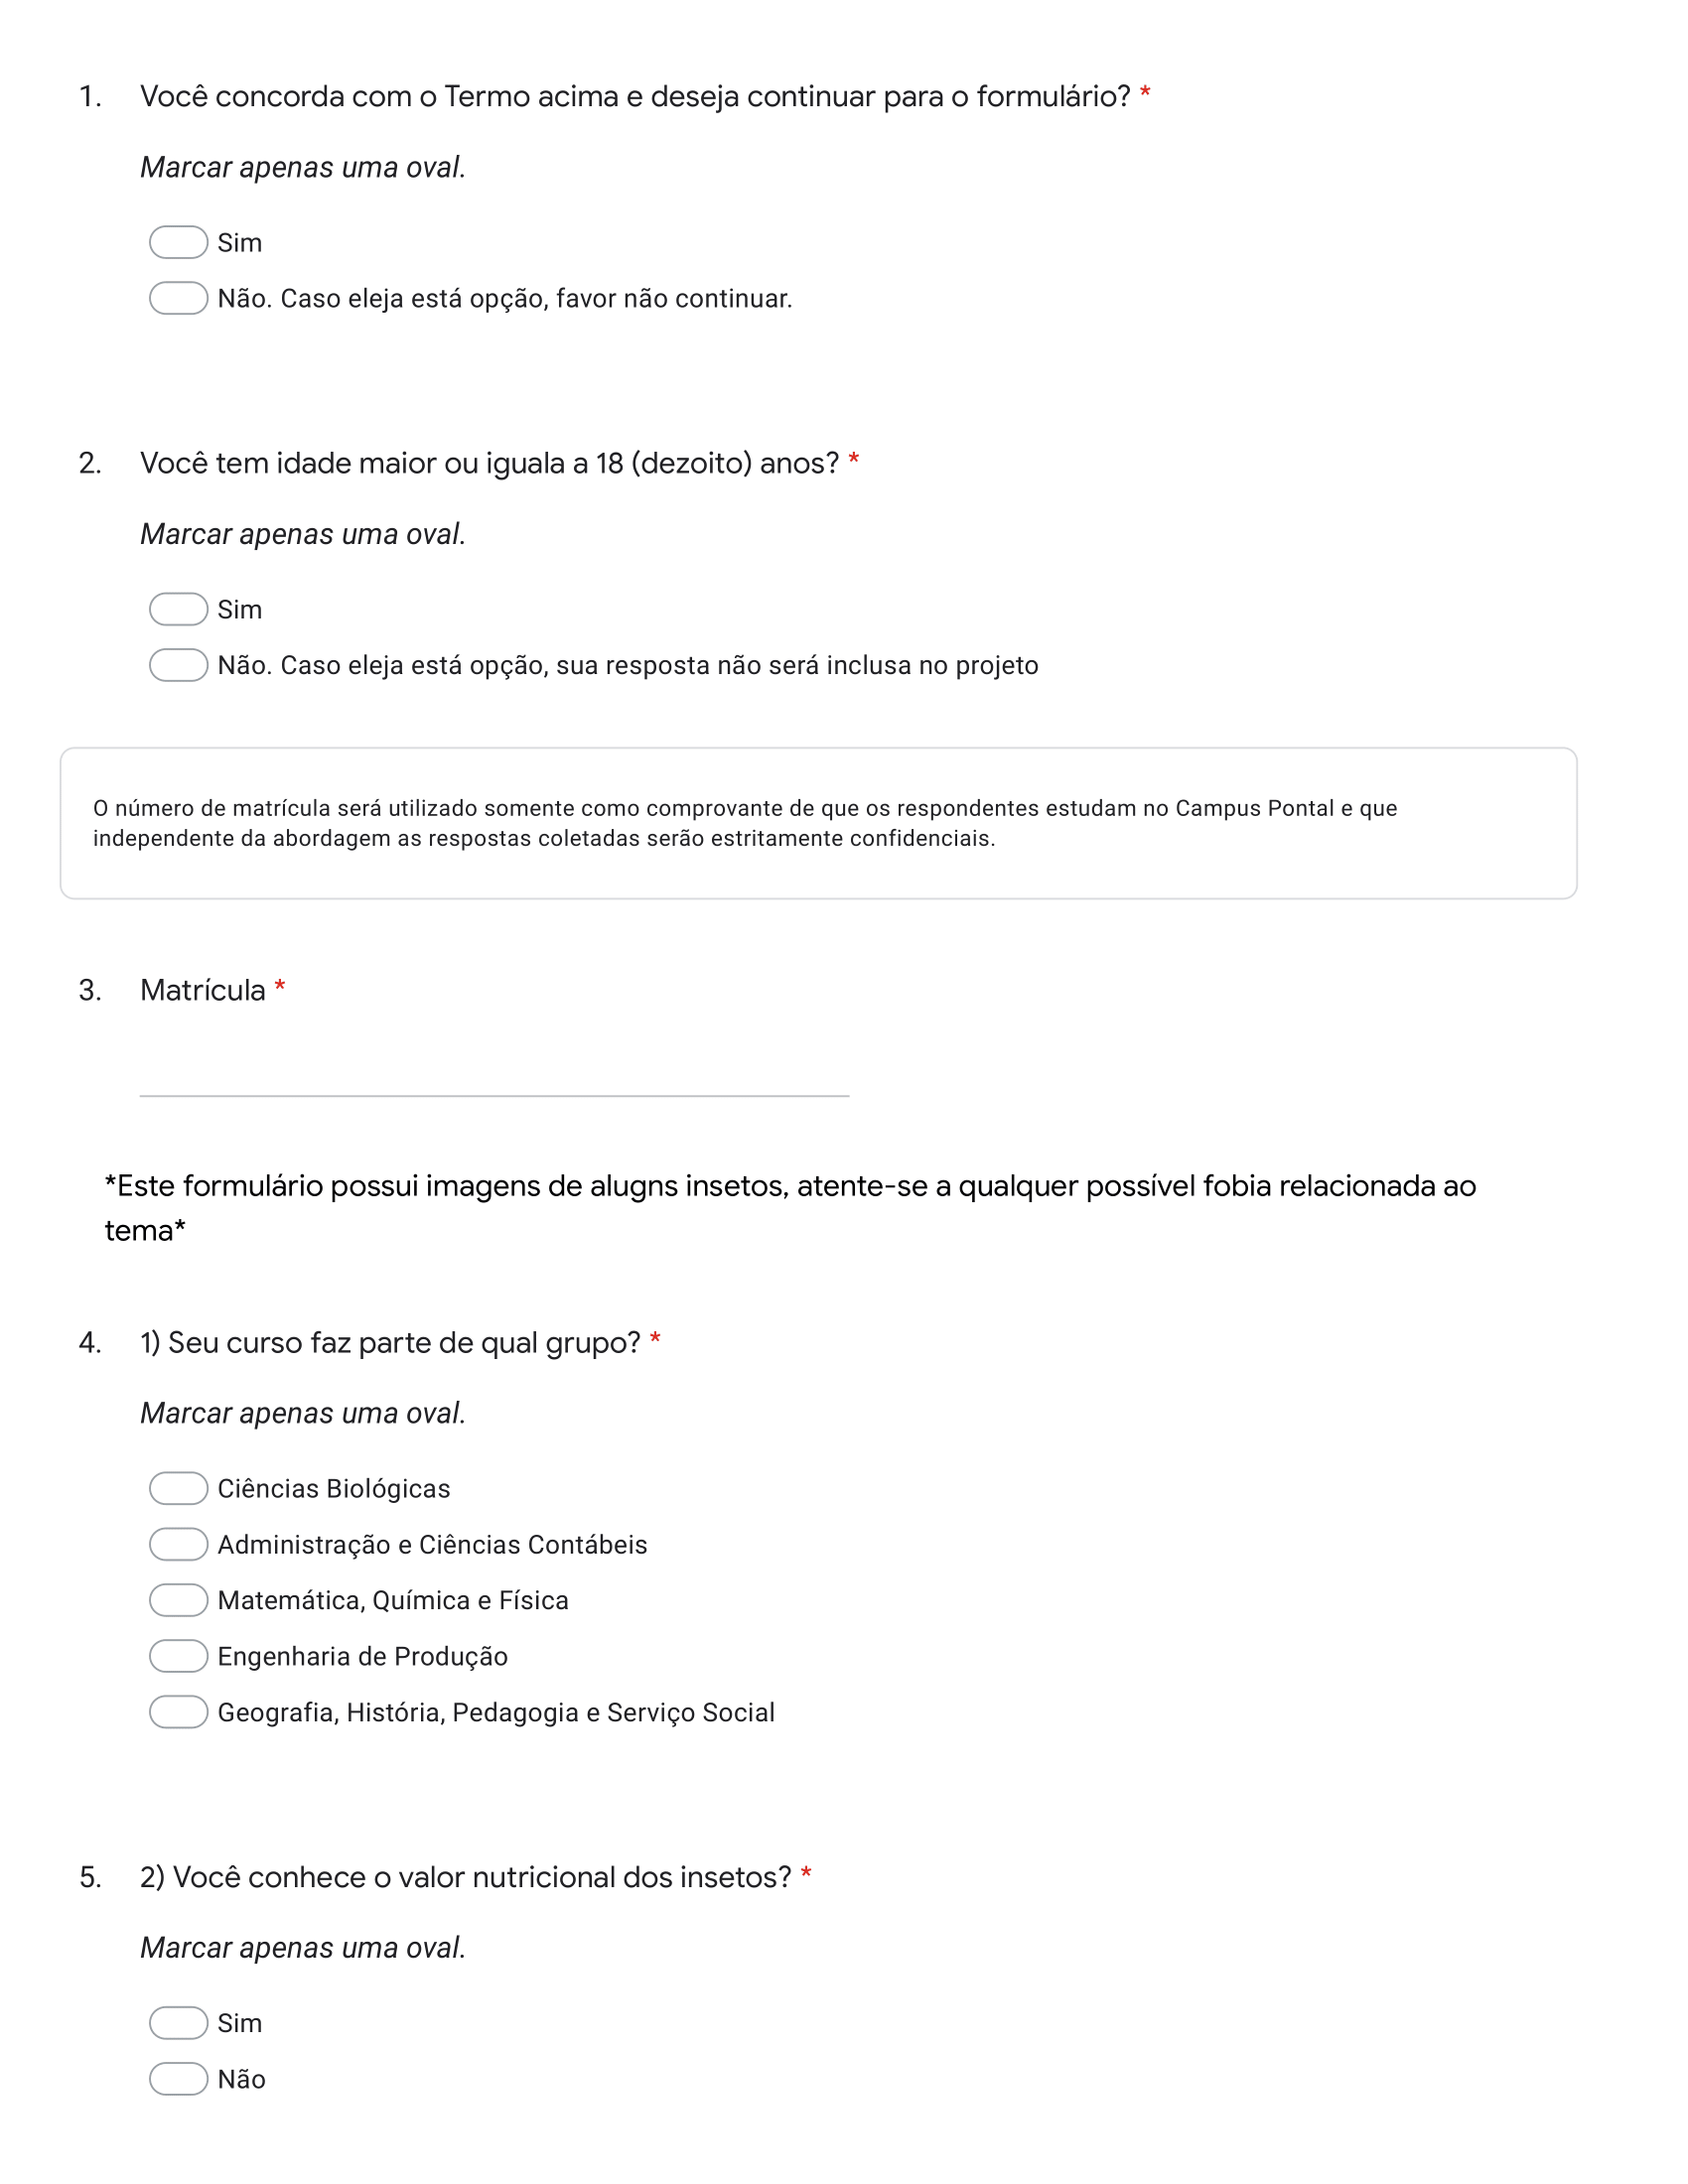 1. Você concorda com o Termo acima e deseja continuar para o formulário? *
Marcar apenas uma oval.
Sim
Não. Caso eleja está opção, favor não continuar.
2. Você tem idade maior ou iguala a 18 (dezoito) anos? *
Marcar apenas uma oval.
Sim
Não. Caso eleja está opção, sua resposta não será inclusa no projeto
O número de matrícula será utilizado somente como comprovante de que os respondentes estudam no Campus Pontal e que
independente da abordagem as respostas coletadas serão estritamente confidenciais.
3. Matrícula *
*Este formulário possui imagens de alugns insetos, atente-se a qualquer possível fobia relacionada ao
tema*
4. 1) Seu curso faz parte de qual grupo? *
Marcar apenas uma oval.
Ciências Biológicas
Administração e Ciências Contábeis
Matemática, Química e Física
Engenharia de Produção
Geografia, História, Pedagogia e Serviço Social
5. 2) Você conhece o valor nutricional dos insetos? *
Marcar apenas uma oval.
Sim
Não